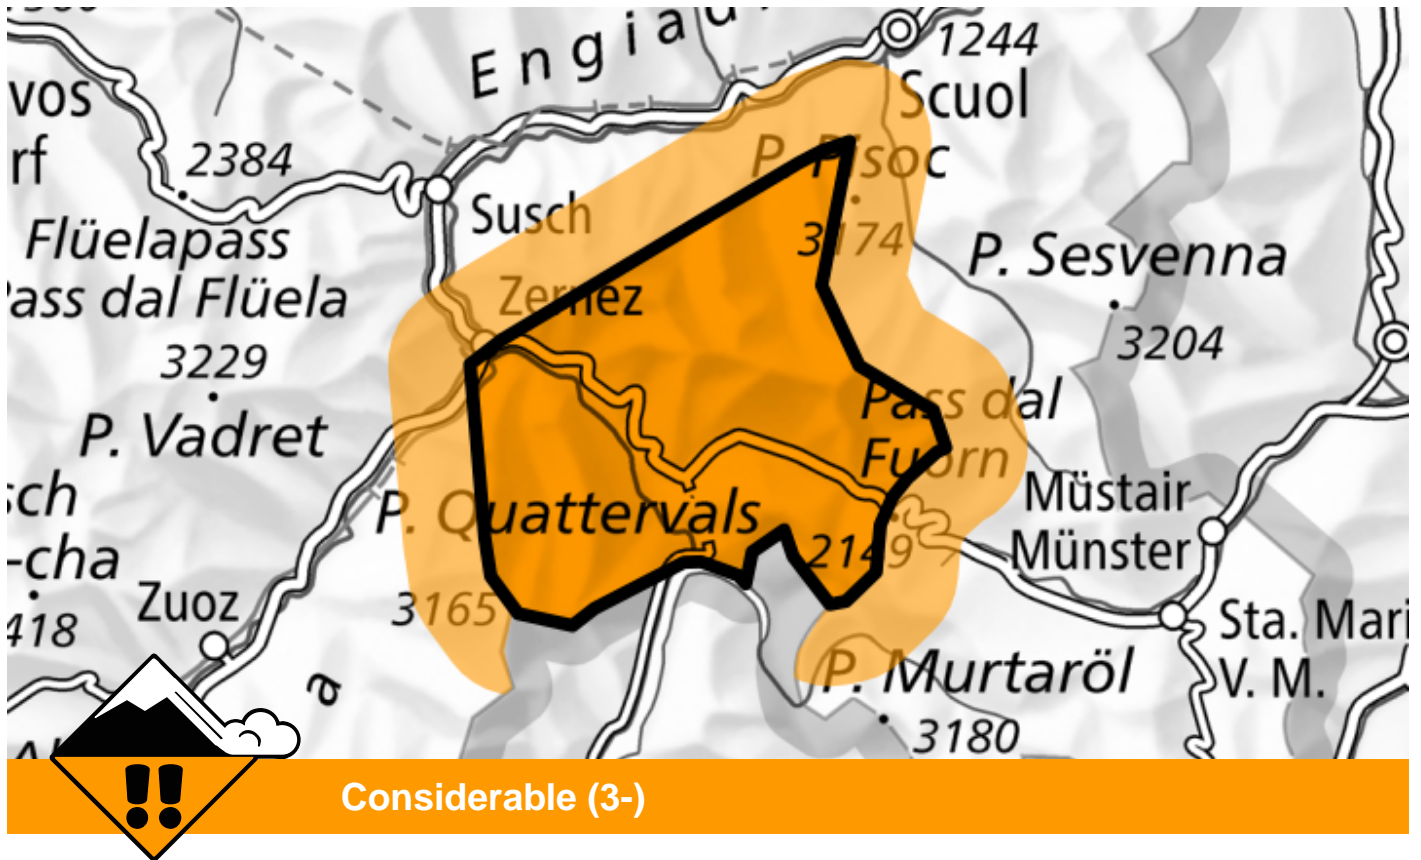 Engiad
1244
Scuol
vos
rf
2384
P. Pisoc
3174
Susch
Flüelapass
Pass dal Flüela
P. Sesvenna
3204
Zernez
3229
P. Vadret
Pass dal
Fuorn
2149
sch
-cha
418
P. Quattervals
3165
Müstair
Münster
Zuoz
Sta. Mari
V. M.
a
P. Murtaröl
3180
!!
Considerable (3-)